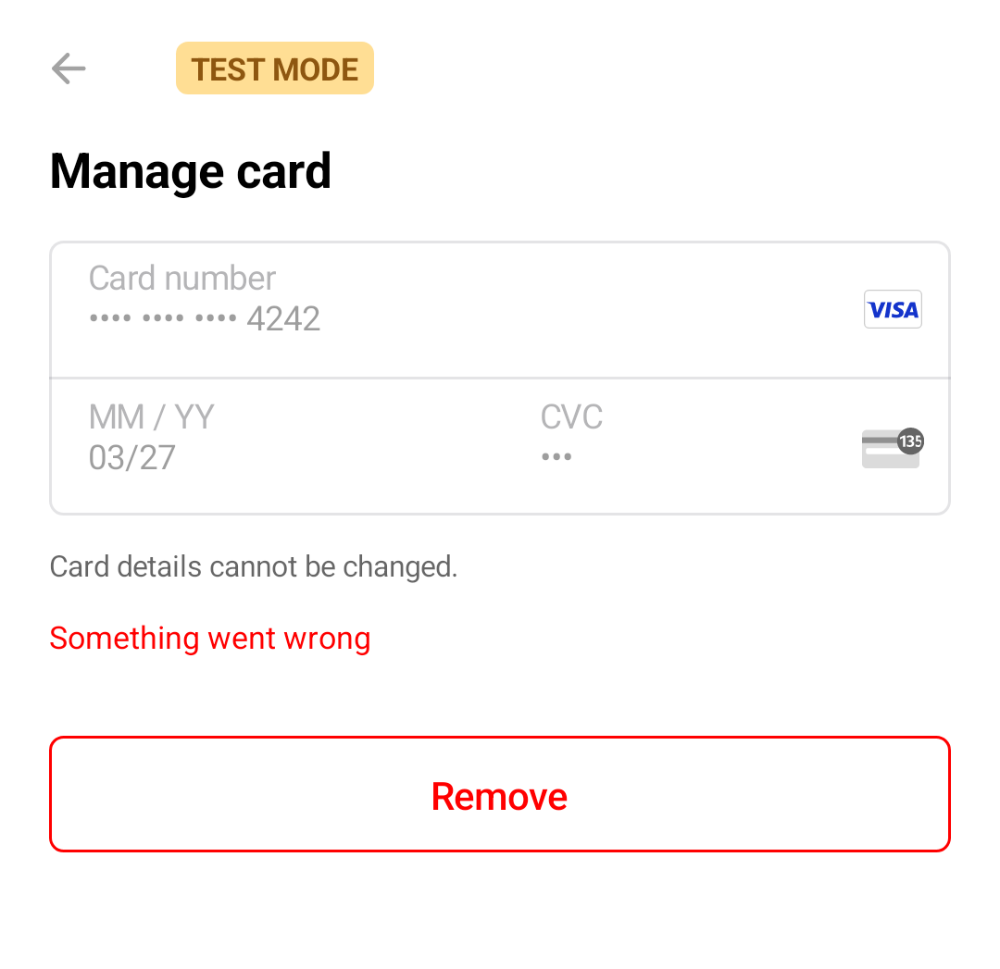 TEST MODE
Manage card
Card number
•••• •••• •••• 4242
VISA
MM / YY
03/27
CVC
•••
135
Card details cannot be changed.
Something went wrong
Remove